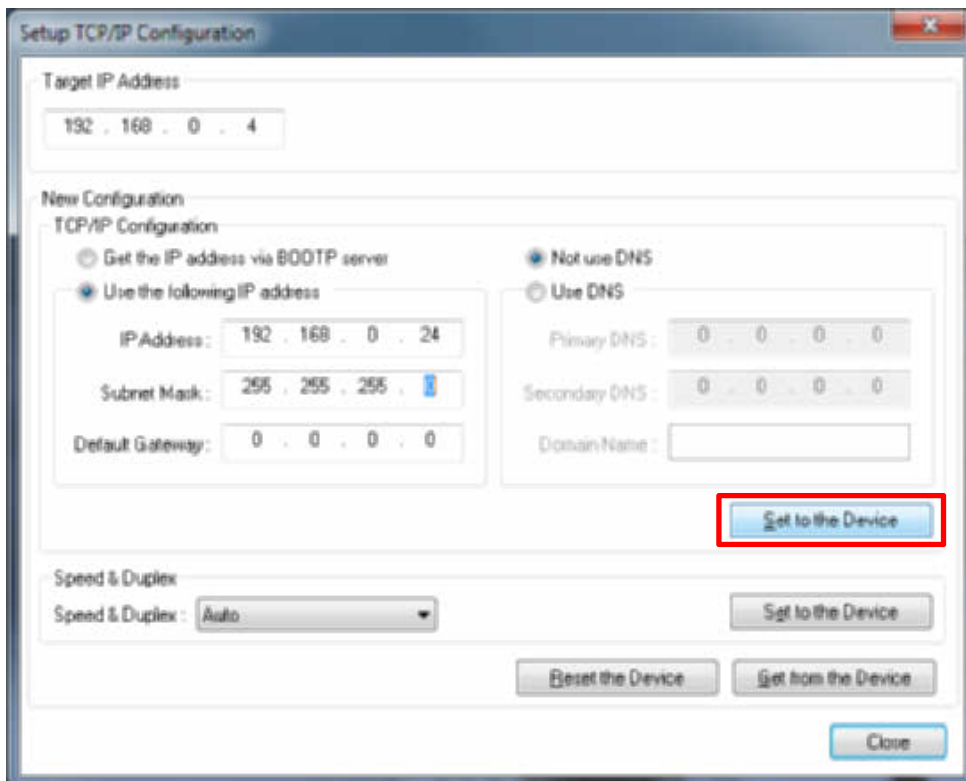 Setup TCP/IP Configuration
Target IP Address
192 . 168 . 0 . 4
New Configuration
TCP/IP Configuration
Get the IP address via BOOTP server
Use the following IP address
IP Address : 192 . 168 . 0 . 24
Subnet Mask : 255 . 255 . 255 . 0
Default Gateway : 0 . 0 . 0 . 0
Not use DNS
Use DNS
Primary DNS : 0 . 0 . 0 . 0
Secondary DNS : 0 . 0 . 0 . 0
Domain Name :
Set to the Device
Speed & Duplex
Speed & Duplex : Auto
Set to the Device
Reset the Device
Get from the Device
Close